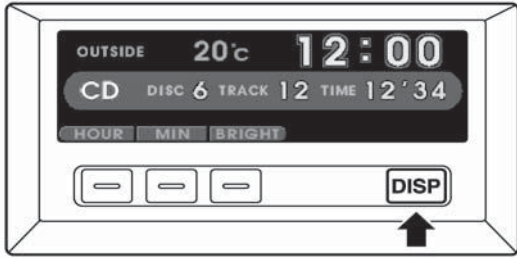 OUTSIDE 20°C 12:00
CD DISC 6 TRACK 12 TIME 12'34
HOUR MIN BRIGHT
DISP